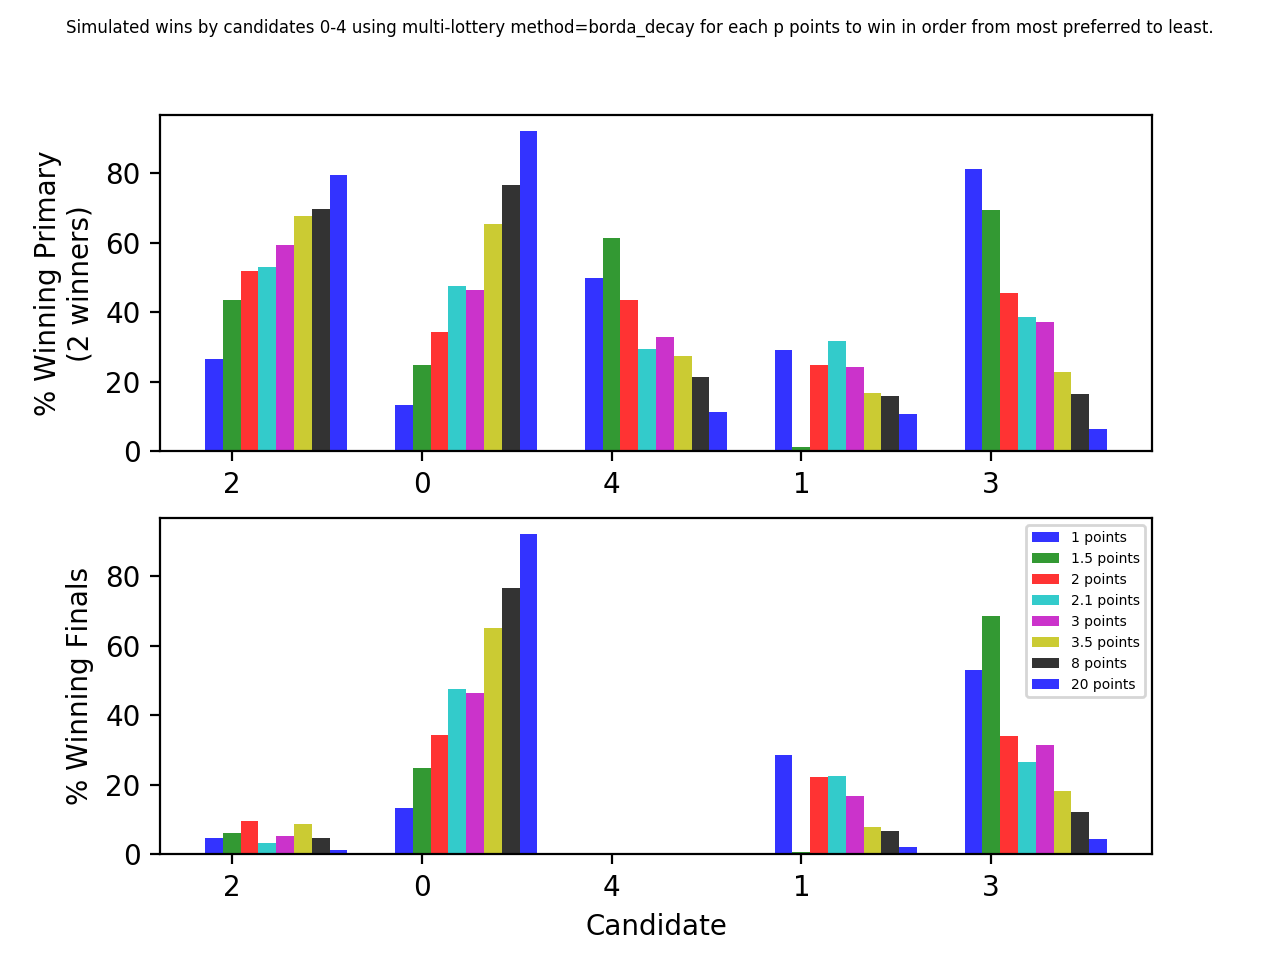 Simulated wins by candidates 0-4 using multi-lottery method=borda_decay for each p points to win in order from most preferred to least.
% Winning Primary
(2 winners)
80
60
40
20
0
2 0 4 1 3
% Winning Finals
80
60
40
20
0
1 points
1.5 points
2 points
2.1 points
3 points
3.5 points
8 points
20 points
2 0 4 1 3
Candidate